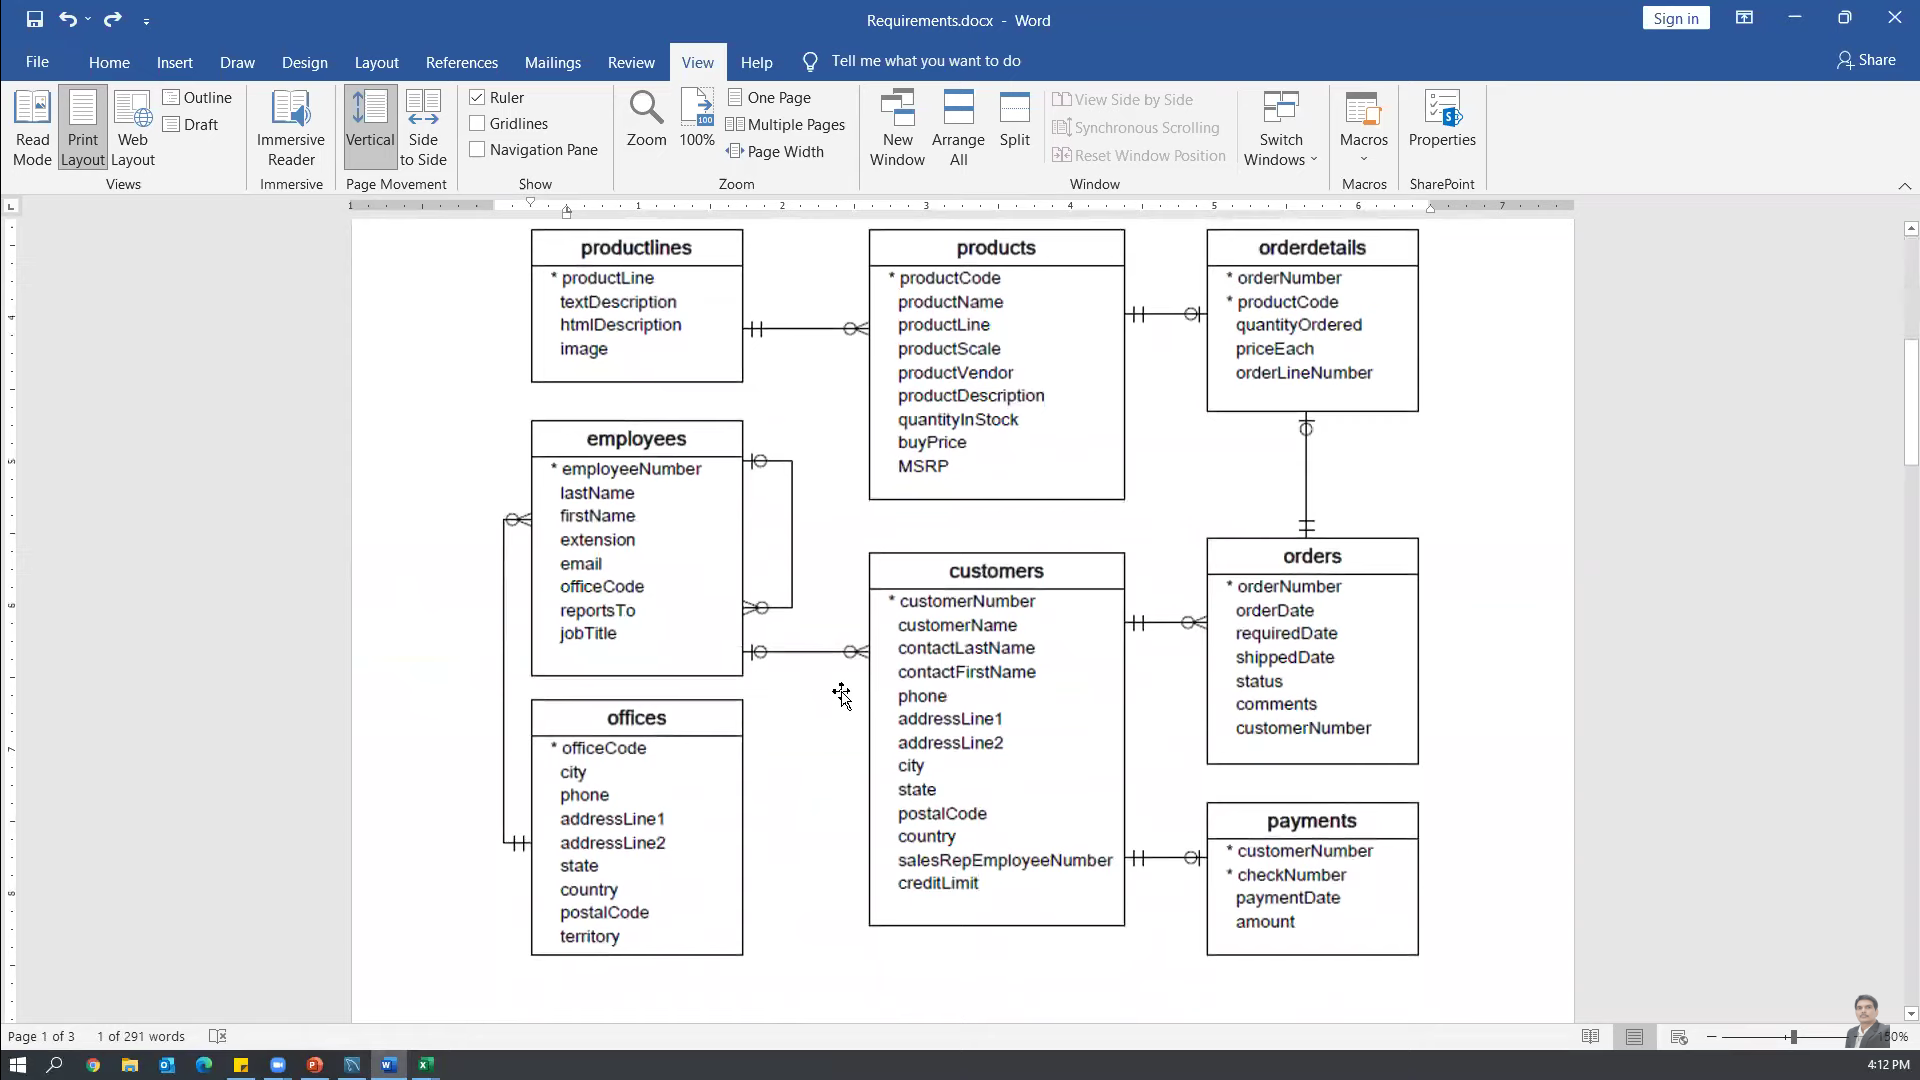 Requirements.docx - Word
Sign in
File
Home
Insert
Draw
Design
Layout
References
Mailings
Review
View
Help
Tell me what you want to do
Share
Read Mode
Print Layout
Web Layout
Outline
Draft
Views
Immersive Reader
Immersive
Vertical
Side to Side
Page Movement
Ruler
Gridlines
Navigation Pane
Show
Zoom
100
100%
One Page
Multiple Pages
Page Width
Zoom
New Window
Arrange All
Split
View Side by Side
Synchronous Scrolling
Reset Window Position
Switch Windows
Window
Macros
Macros
Properties
SharePoint
1 1 2 3 4 5 6 7
4
5
6
7
8
productlines
* productLine
textDescription
htmlDescription
image
products
* productCode
productName
productLine
productScale
productVendor
productDescription
quantityInStock
buyPrice
MSRP
orderdetails
* orderNumber
* productCode
quantityOrdered
priceEach
orderLineNumber
employees
* employeeNumber
lastName
firstName
extension
email
officeCode
reportsTo
jobTitle
customers
* customerNumber
customerName
contactLastName
contactFirstName
phone
addressLine1
addressLine2
city
state
postalCode
country
salesRepEmployeeNumber
creditLimit
orders
* orderNumber
orderDate
requiredDate
shippedDate
status
comments
customerNumber
offices
* officeCode
city
phone
addressLine1
addressLine2
state
country
postalCode
territory
payments
* customerNumber
* checkNumber
paymentDate
amount
Page 1 of 3
1 of 291 words
150%
4:12 PM